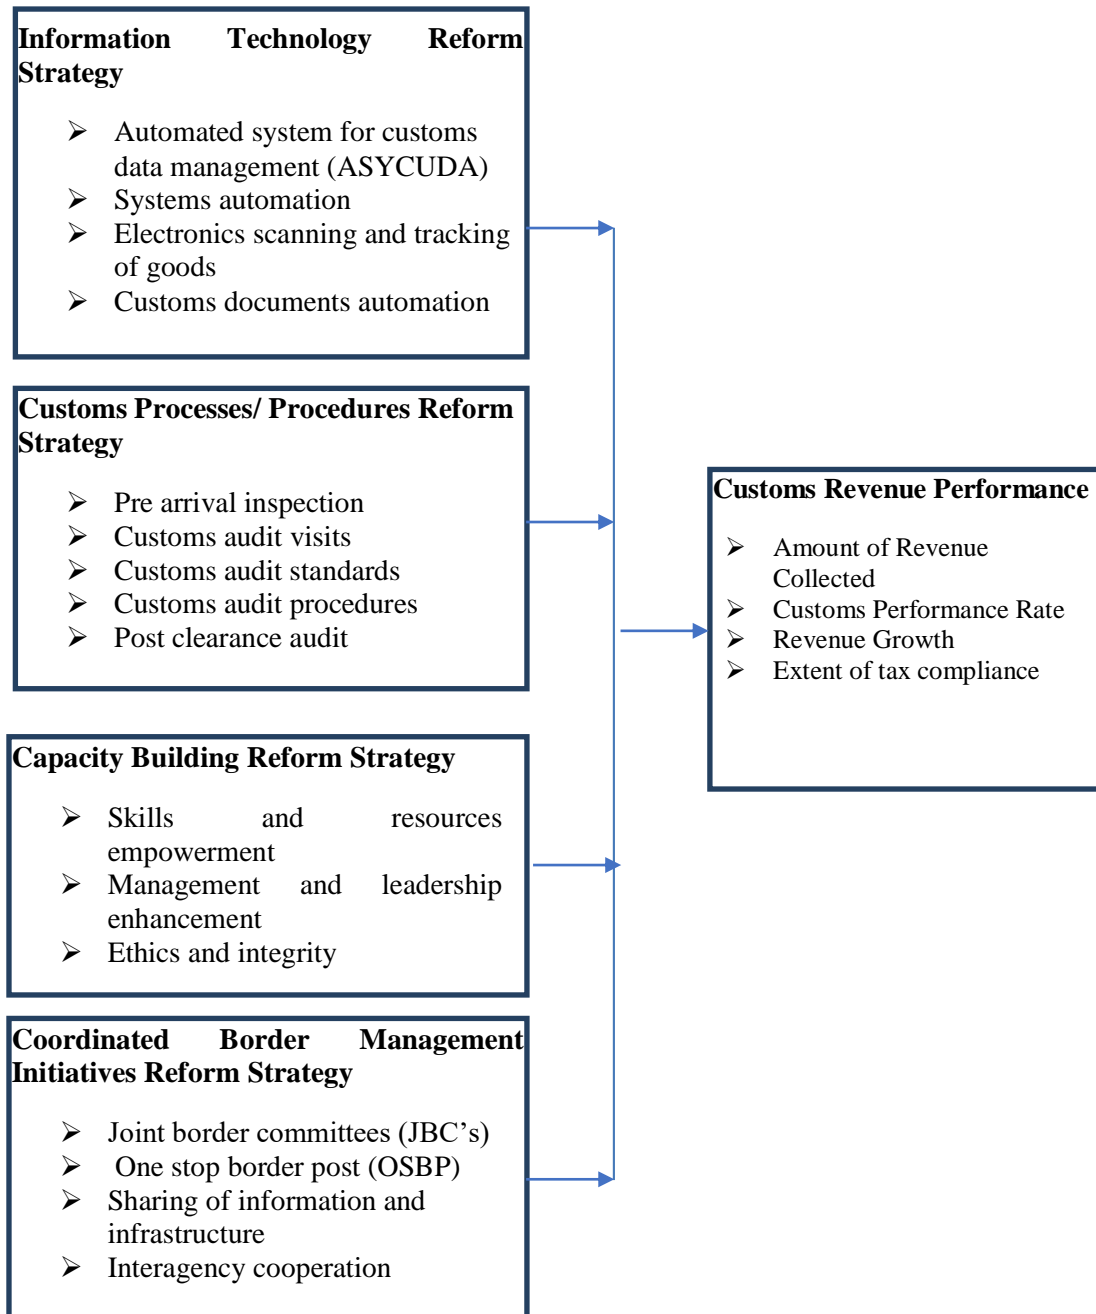 Information Technology Reform
Strategy
➢ Automated system for customs
data management (ASYCUDA)
➢ Systems automation
➢ Electronics scanning and tracking
of goods
➢ Customs documents automation
Customs Processes/ Procedures Reform
Strategy
➢ Pre arrival inspection
➢ Customs audit visits
➢ Customs audit standards
➢ Customs audit procedures
➢ Post clearance audit
Capacity Building Reform Strategy
➢ Skills and resources
empowerment
➢ Management and leadership
enhancement
➢ Ethics and integrity
Coordinated Border Management
Initiatives Reform Strategy
➢ Joint border committees (JBC’s)
➢ One stop border post (OSBP)
➢ Sharing of information and
infrastructure
➢ Interagency cooperation
Customs Revenue Performance
➢ Amount of Revenue
Collected
➢ Customs Performance Rate
➢ Revenue Growth
➢ Extent of tax compliance